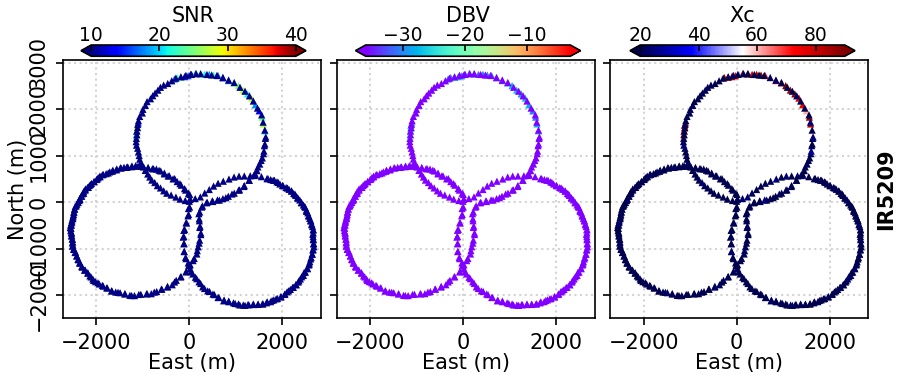 SNR DBV Xc
10 20 30 40 −30 −20 −10 20 40 60 80
North (m)
3000
2000
1000
0
−1000
−2000
−2000 0 2000 −2000 0 2000 −2000 0 2000
East (m) East (m) East (m)
IR5209